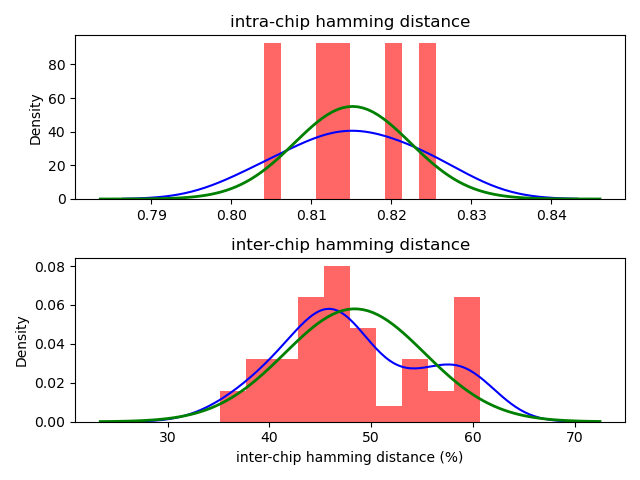 intra-chip hamming distance
Density
80
60
40
20
0
0.79 0.80 0.81 0.82 0.83 0.84
inter-chip hamming distance
Density
0.08
0.06
0.04
0.02
0.00
30 40 50 60 70
inter-chip hamming distance (%)